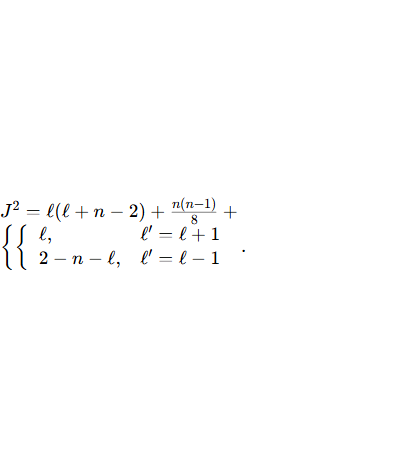 J² = ℓ(ℓ + n − 2) + n(n−1)/8 +
{ { ℓ, ℓ′ = ℓ + 1
2 − n − ℓ, ℓ′ = ℓ − 1 .